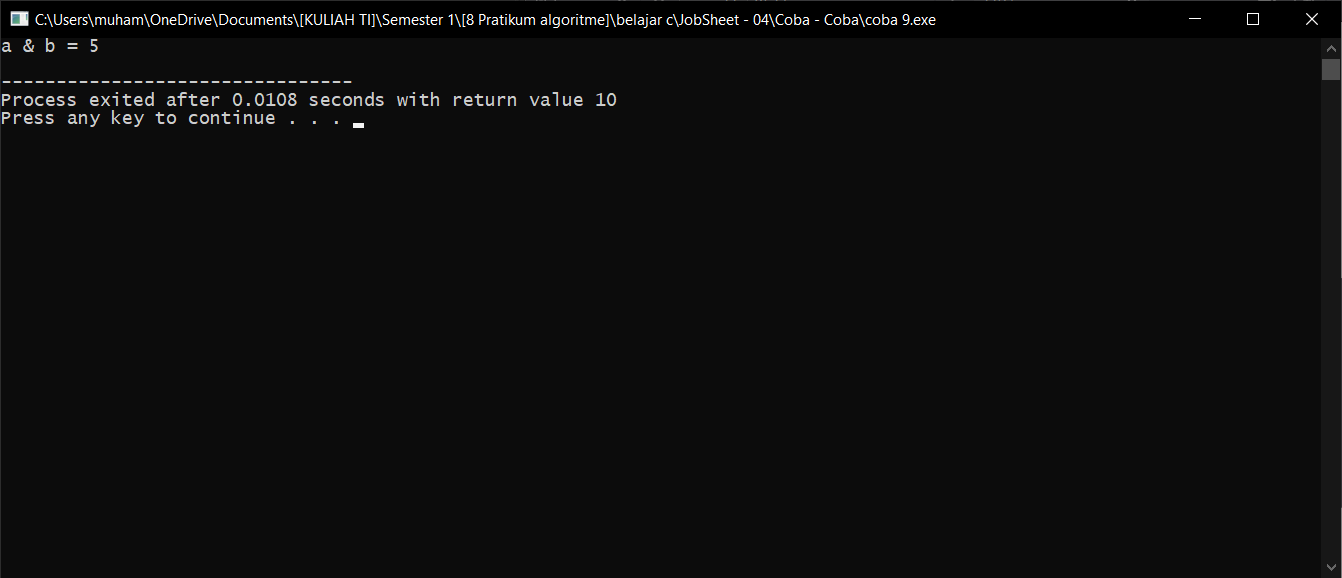 C:\Users\muham\OneDrive\Documents\[KULIAH TI]\Semester 1\[8 Pratikum algoritme]\belajar c\JobSheet - 04\Coba - Coba\coba 9.exe
a & b = 5
--------------------------------
Process exited after 0.0108 seconds with return value 10
Press any key to continue . . .